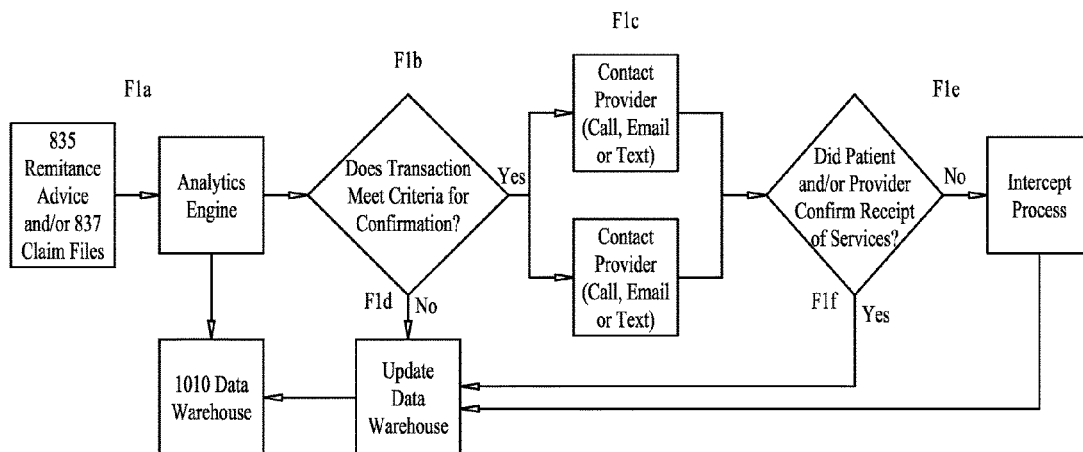 F1a
835
Remitance
Advice
and/or 837
Claim Files
Analytics
Engine
F1b
Does Transaction
Meet Criteria for
Confirmation?
Yes
F1c
Contact
Provider
(Call, Email
or Text)
Contact
Provider
(Call, Email
or Text)
F1e
Did Patient
and/or Provider
Confirm Receipt
of Services?
No
Intercept
Process
F1d
No
F1f
Yes
1010 Data
Warehouse
Update
Data
Warehouse